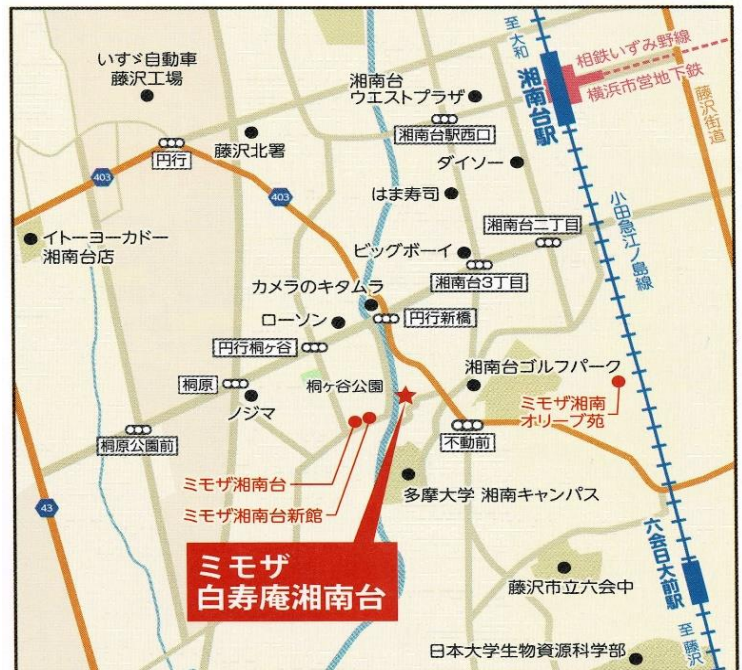 至大和
湘南台駅
相鉄いずみ野線
横浜市営地下鉄
藤沢街道
いすゞ自動車
藤沢工場
湘南台
ウエストプラザ
湘南台駅西口
円行
藤沢北署
ダイソー
403
403
はま寿司
小田急江ノ島線
イトーヨーカドー
湘南台店
湘南台二丁目
ビッグボーイ
湘南台3丁目
カメラのキタムラ
ローソン
円行新橋
円行桐ヶ谷
湘南台ゴルフパーク
桐原
桐ヶ谷公園
ノジマ
ミモザ湘南
オリーブ苑
桐原公園前
不動前
ミモザ湘南台
ミモザ湘南台新館
多摩大学 湘南キャンパス
43
ミモザ
白寿庵湘南台
六会日大前駅
藤沢市立六会中
至藤沢
日本大学生物資源科学部